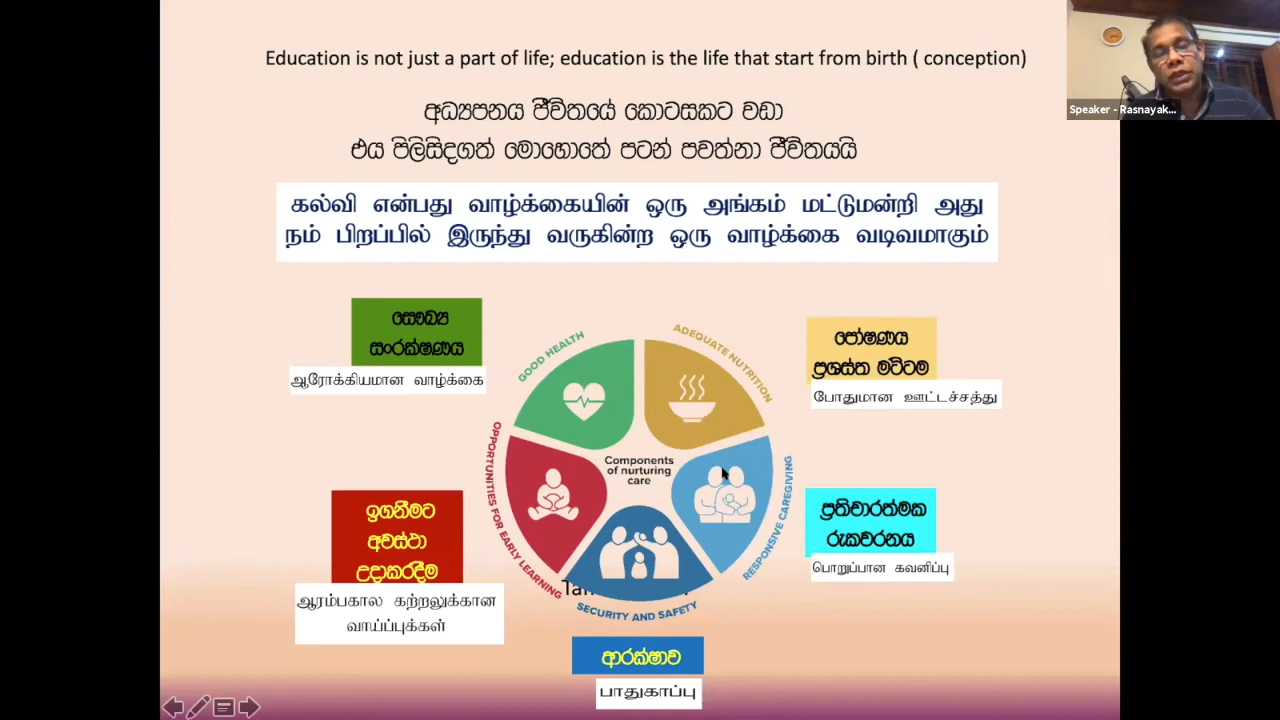 Education is not just a part of life; education is the life that start from birth ( conception)
Speaker - Rasnayak...
අධ්‍යපනය ජීවිතයේ කොටසකට වඩා
එය පිලිසිදගත් මොහොතේ පටන් පවත්නා ජීවිතයයි
கல்வி என்பது வாழ்க்கையின் ஒரு அங்கம் மட்டுமன்றி அது
நம் பிறப்பில் இருந்து வருகின்ற ஒரு வாழ்க்கை வடிவமாகும்
සෞඛ්‍ය
සංරක්ෂණය
ஆரோக்கியமான வாழ்க்கை
GOOD HEALTH
ADEQUATE NUTRITION
පෝෂණය
ප්‍රශස්ත මට්ටම
போதுமான ஊட்டச்சத்து
Components
of nurturing
care
OPPORTUNITIES FOR EARLY LEARNING
RESPONSIVE CAREGIVING
ඉගනීමට
අවස්ථා
උදාකරදීම
ஆரம்பகால கற்றலுக்கான
வாய்ப்புக்கள்
ප්‍රතිචාරත්මක
රුකවරනය
பொறுப்பான கவனிப்பு
SECURITY AND SAFETY
ආරක්ෂාව
பாதுகாப்பு